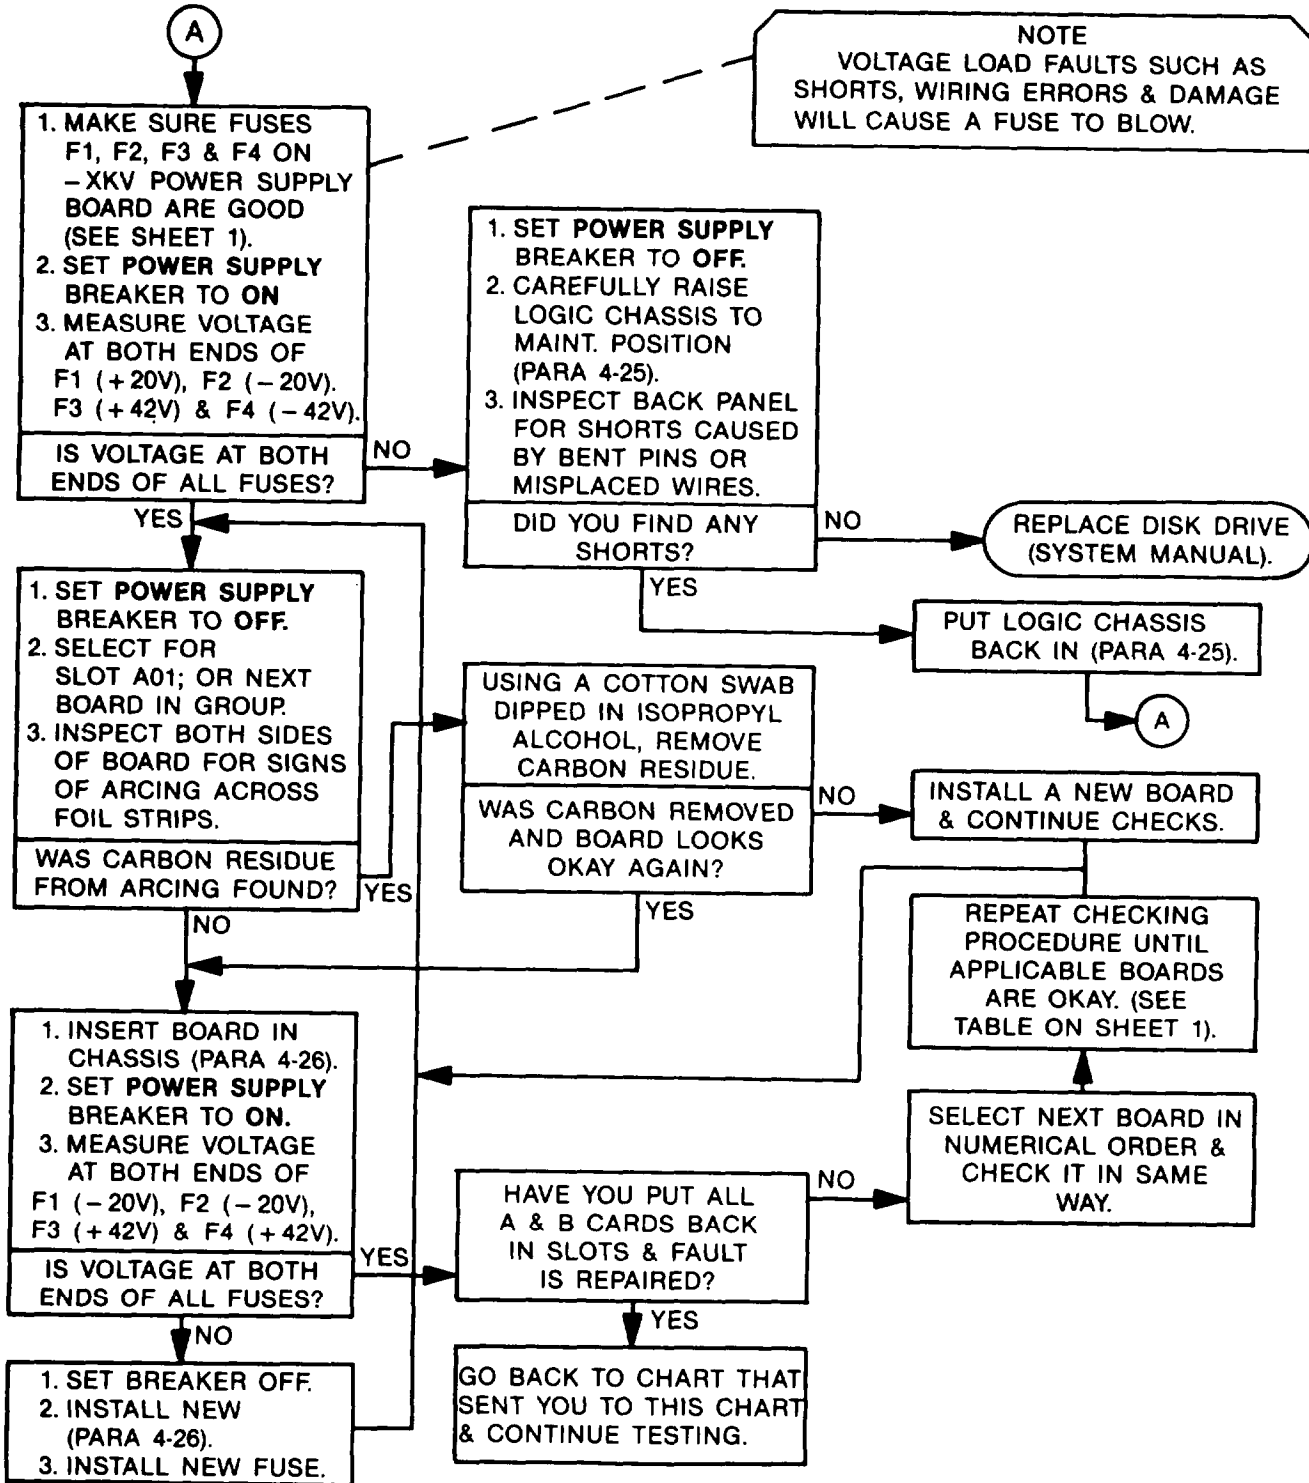 A
NOTE
VOLTAGE LOAD FAULTS SUCH AS
SHORTS, WIRING ERRORS & DAMAGE
WILL CAUSE A FUSE TO BLOW.
1. MAKE SURE FUSES
F1, F2, F3 & F4 ON
–XKV POWER SUPPLY
BOARD ARE GOOD
(SEE SHEET 1).
2. SET POWER SUPPLY
BREAKER TO ON
3. MEASURE VOLTAGE
AT BOTH ENDS OF
F1 (+20V), F2 (–20V).
F3 (+42V) & F4 (–42V).
IS VOLTAGE AT BOTH
ENDS OF ALL FUSES?
NO
YES
1. SET POWER SUPPLY
BREAKER TO OFF.
2. CAREFULLY RAISE
LOGIC CHASSIS TO
MAINT. POSITION
(PARA 4-25).
3. INSPECT BACK PANEL
FOR SHORTS CAUSED
BY BENT PINS OR
MISPLACED WIRES.
DID YOU FIND ANY
SHORTS?
NO
YES
REPLACE DISK DRIVE
(SYSTEM MANUAL).
PUT LOGIC CHASSIS
BACK IN (PARA 4-25).
A
1. SET POWER SUPPLY
BREAKER TO OFF.
2. SELECT FOR
SLOT A01; OR NEXT
BOARD IN GROUP.
3. INSPECT BOTH SIDES
OF BOARD FOR SIGNS
OF ARCING ACROSS
FOIL STRIPS.
WAS CARBON RESIDUE
FROM ARCING FOUND?
YES
NO
USING A COTTON SWAB
DIPPED IN ISOPROPYL
ALCOHOL, REMOVE
CARBON RESIDUE.
WAS CARBON REMOVED
AND BOARD LOOKS
OKAY AGAIN?
NO
YES
INSTALL A NEW BOARD
& CONTINUE CHECKS.
REPEAT CHECKING
PROCEDURE UNTIL
APPLICABLE BOARDS
ARE OKAY. (SEE
TABLE ON SHEET 1).
1. INSERT BOARD IN
CHASSIS (PARA 4-26).
2. SET POWER SUPPLY
BREAKER TO ON.
3. MEASURE VOLTAGE
AT BOTH ENDS OF
F1 (–20V), F2 (–20V),
F3 (+42V) & F4 (+42V).
IS VOLTAGE AT BOTH
ENDS OF ALL FUSES?
YES
NO
HAVE YOU PUT ALL
A & B CARDS BACK
IN SLOTS & FAULT
IS REPAIRED?
NO
YES
SELECT NEXT BOARD IN
NUMERICAL ORDER &
CHECK IT IN SAME
WAY.
1. SET BREAKER OFF.
2. INSTALL NEW
(PARA 4-26).
3. INSTALL NEW FUSE.
GO BACK TO CHART THAT
SENT YOU TO THIS CHART
& CONTINUE TESTING.